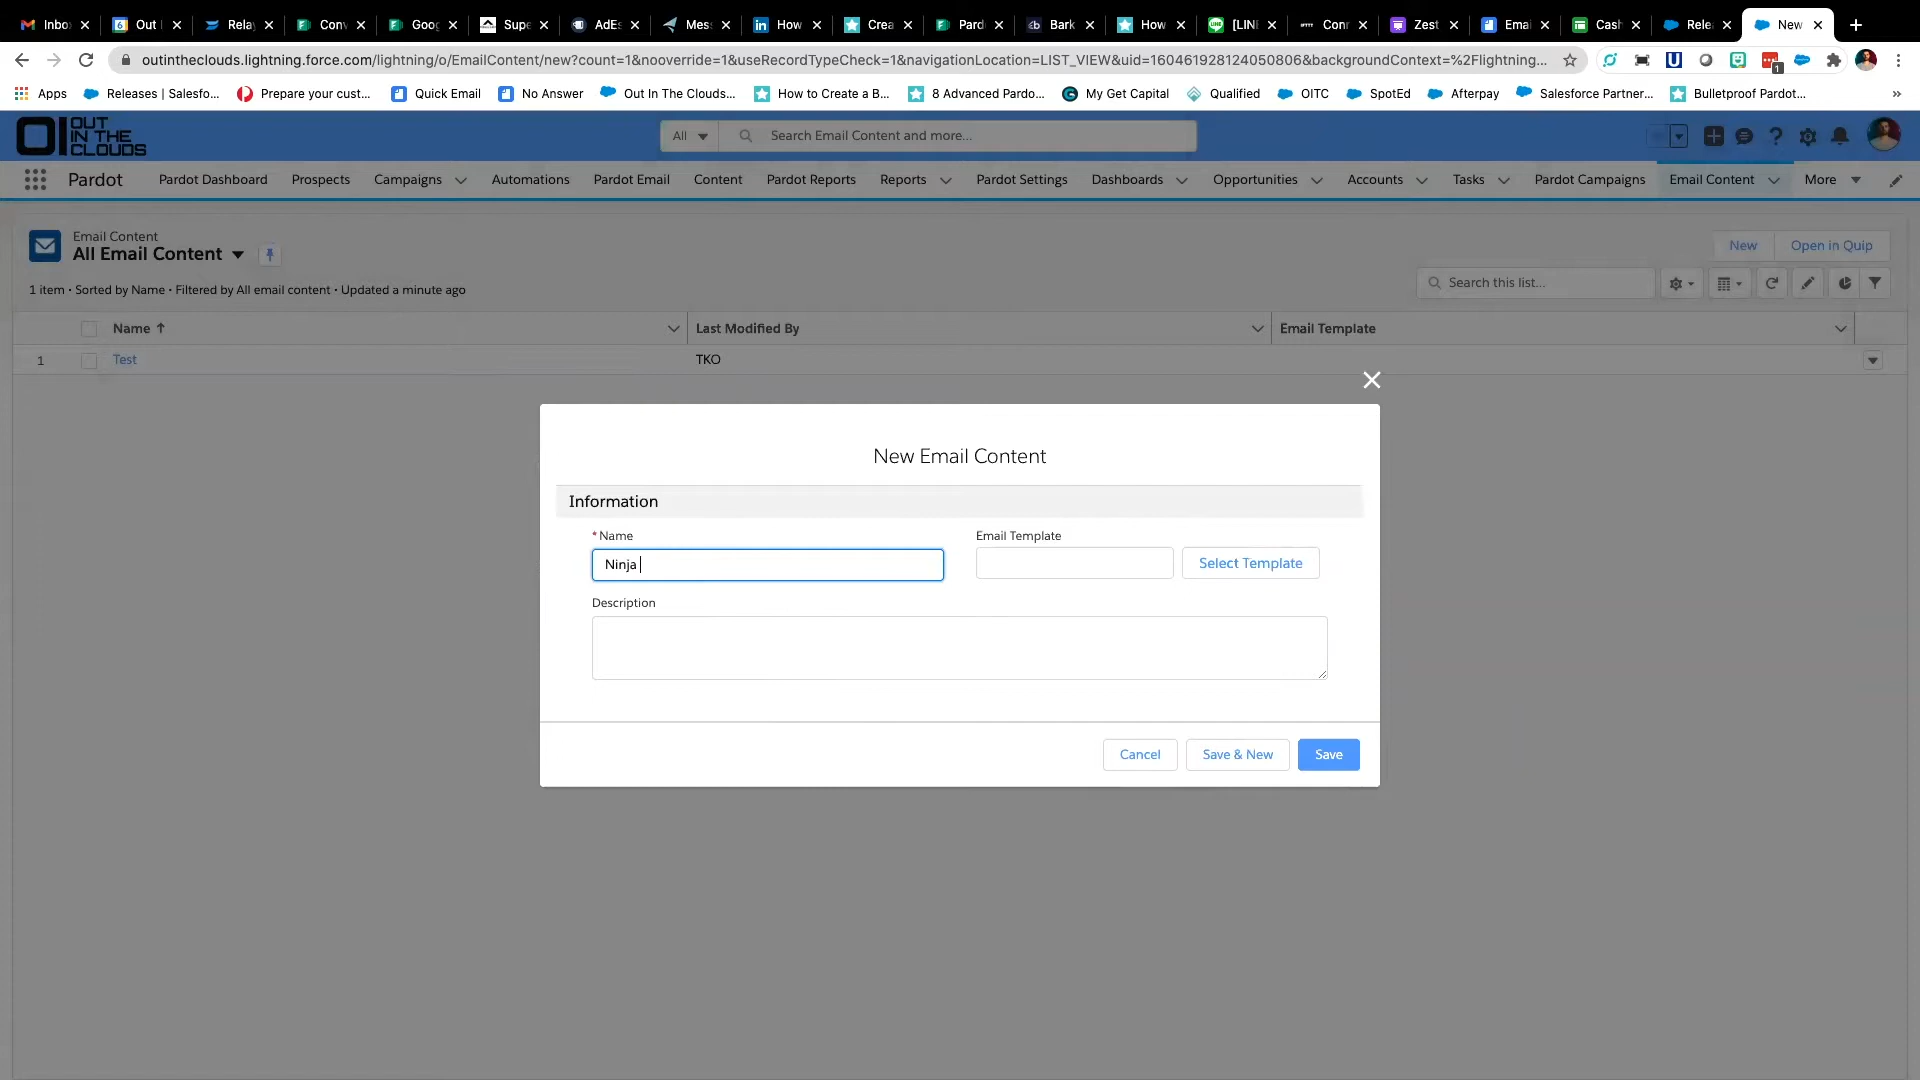 Inbo
Out I
Relay
Conv
Goog
Supe
AdEs
Mess
How
Crea
Pard
Bark
How
[LINE
Conn
Zest
Emai
Cash
Rele
New
outintheclouds.lightning.force.com/lightning/o/EmailContent/new?count=1&nooverride=1&useRecordTypeCheck=1&navigationLocation=LIST_VIEW&uid=160461928124050806&backgroundContext=%2Flightning...
1
Apps
Releases | Salesfo...
Prepare your cust...
Quick Email
No Answer
Out In The Clouds...
How to Create a B...
8 Advanced Pardo...
My Get Capital
Qualified
OITC
SpotEd
Afterpay
Salesforce Partner...
Bulletproof Pardot...
»
OUT
IN THE
CLOUDS
All
Search Email Content and more...
Pardot
Pardot Dashboard
Prospects
Campaigns
Automations
Pardot Email
Content
Pardot Reports
Reports
Pardot Settings
Dashboards
Opportunities
Accounts
Tasks
Pardot Campaigns
Email Content
More
Email Content
All Email Content
New
Open in Quip
1 item • Sorted by Name • Filtered by All email content • Updated a minute ago
Search this list...
Name ↑
Last Modified By
Email Template
1
Test
TKO
New Email Content
Information
* Name
Email Template
Ninja
Select Template
Description
Cancel
Save & New
Save